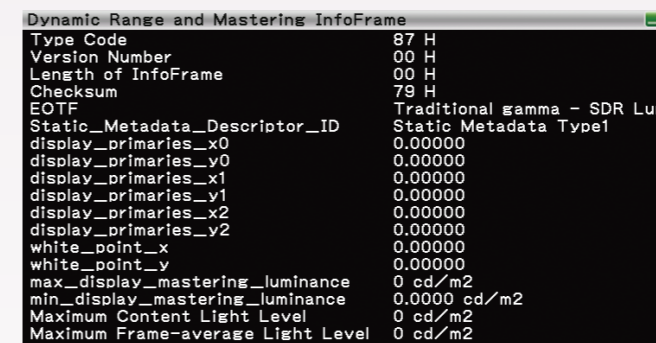 Dynamic Range and Mastering InfoFrame
Type Code 87 H
Version Number 00 H
Length of InfoFrame 00 H
Checksum 79 H
EOTF Traditional gamma - SDR Lu
Static_Metadata_Descriptor_ID Static Metadata Type1
display_primaries_x0 0.00000
display_primaries_y0 0.00000
display_primaries_x1 0.00000
display_primaries_y1 0.00000
display_primaries_x2 0.00000
display_primaries_y2 0.00000
white_point_x 0.00000
white_point_y 0.00000
max_display_mastering_luminance 0 cd/m2
min_display_mastering_luminance 0.0000 cd/m2
Maximum Content Light Level 0 cd/m2
Maximum Frame-average Light Level 0 cd/m2